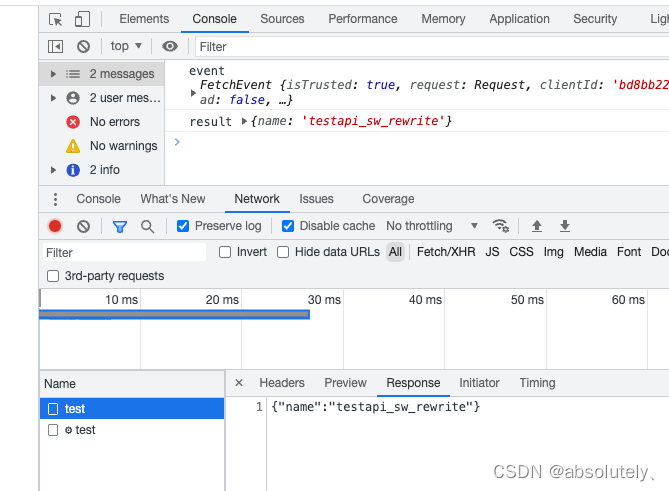 Elements Console Sources Performance Memory Application Security
top Filter
2 messages
2 user mes...
No errors
No warnings
2 info
event
FetchEvent {isTrusted: true, request: Request, clientId: 'bd8bb22
ad: false, …}
result {name: 'testapi_sw_rewrite'}
Console What's New Network Issues Coverage
Preserve log Disable cache No throttling
Filter Invert Hide data URLs All Fetch/XHR JS CSS Img Media Font
3rd-party requests
10 ms 20 ms 30 ms 40 ms 50 ms 60 ms
Name × Headers Preview Response Initiator Timing
test 1 {"name":"testapi_sw_rewrite"}
test
CSDN @absolutely、